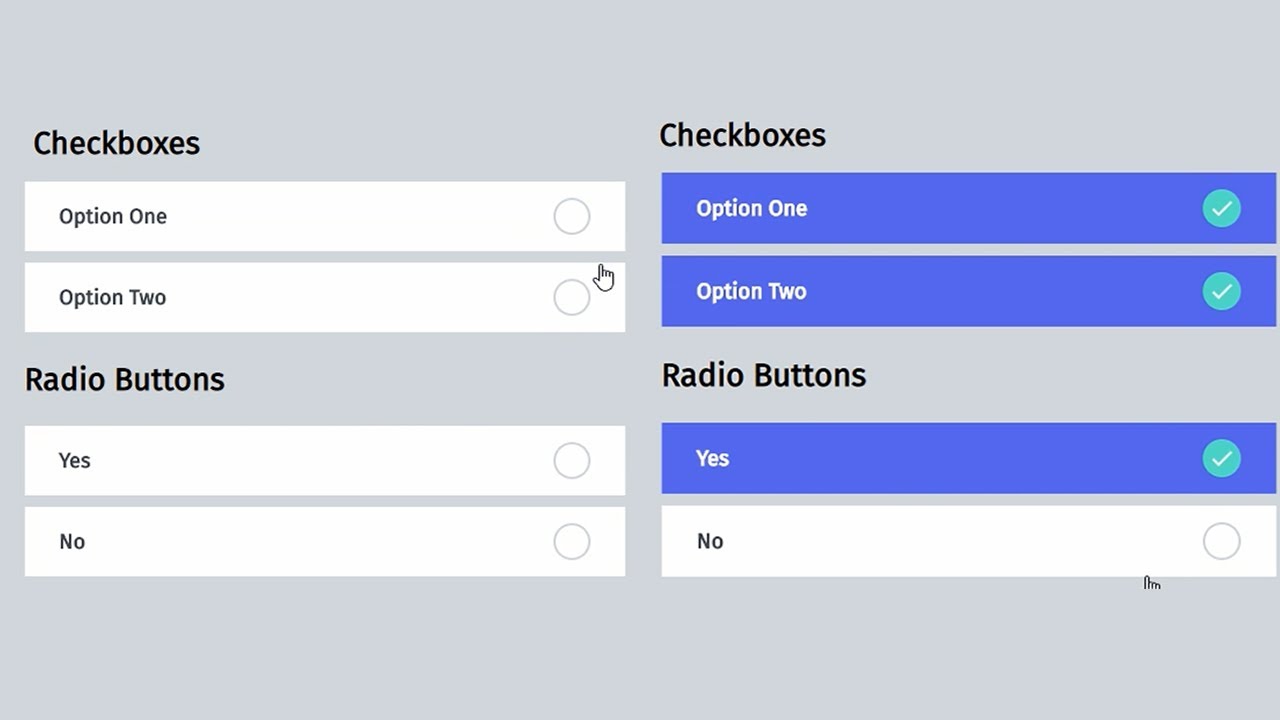 Checkboxes
Option One
Option Two
Radio Buttons
Yes
No
Checkboxes
Option One
Option Two
Radio Buttons
Yes
No